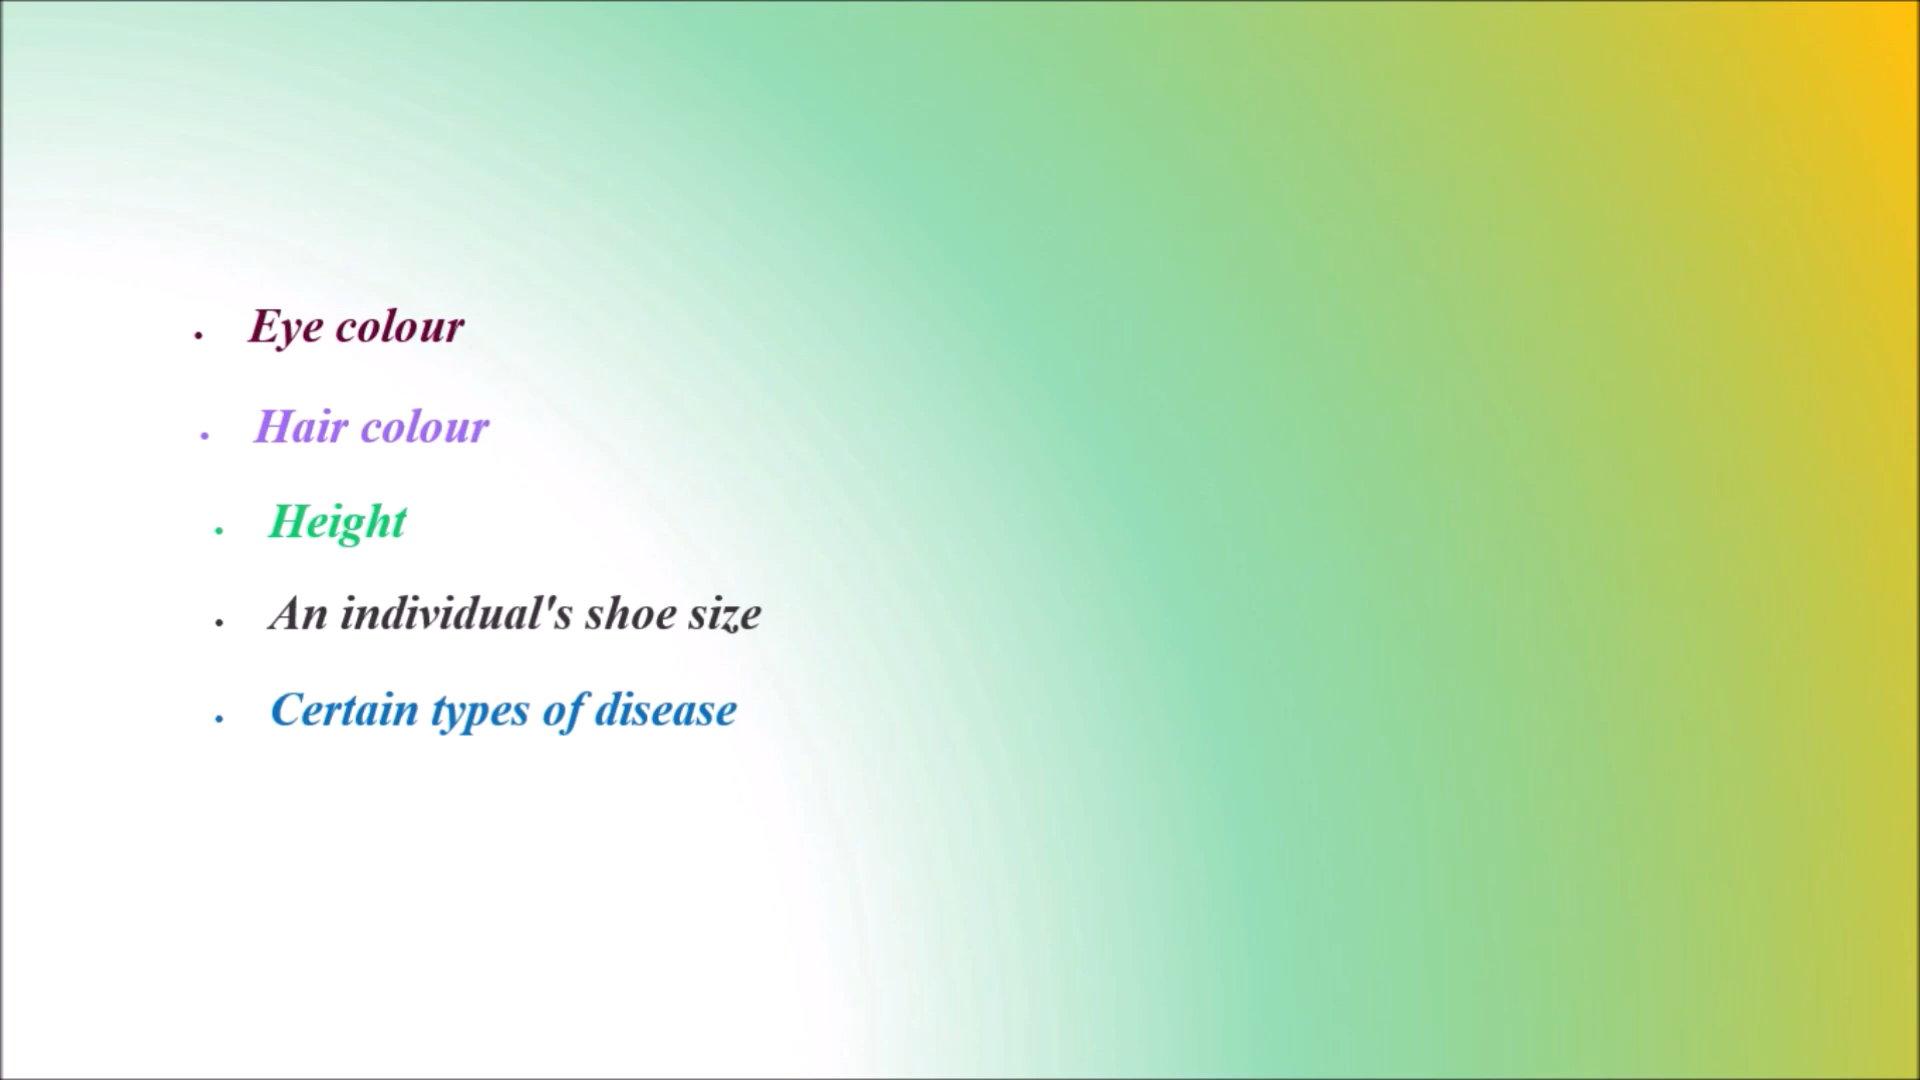 • Eye colour
• Hair colour
• Height
• An individual's shoe size
• Certain types of disease